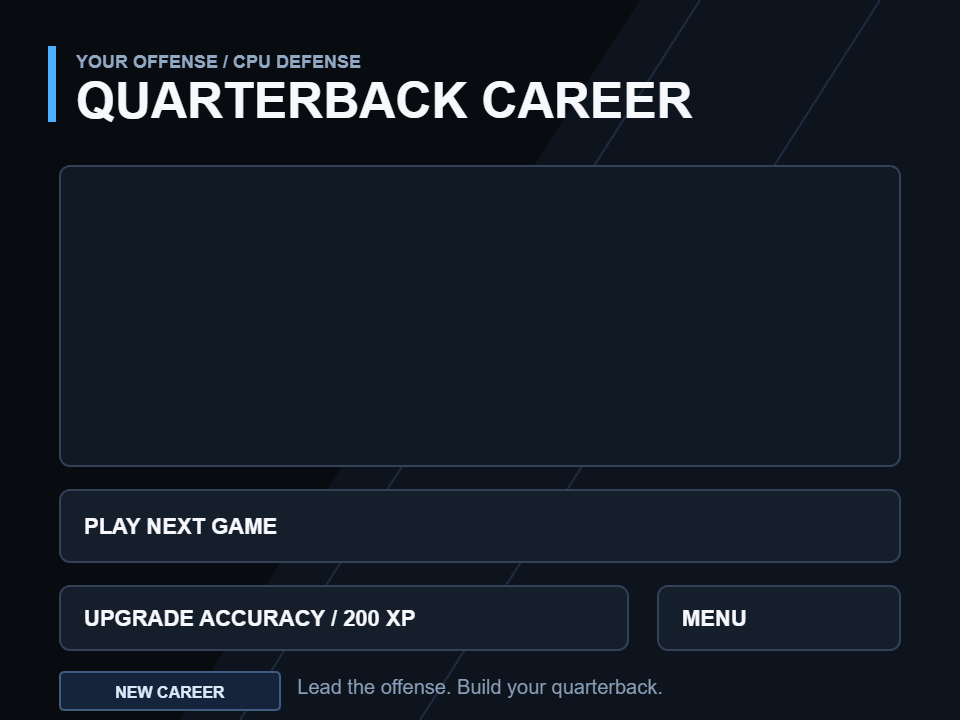 YOUR OFFENSE / CPU DEFENSE
QUARTERBACK CAREER
PLAY NEXT GAME
UPGRADE ACCURACY / 200 XP
MENU
NEW CAREER
Lead the offense. Build your quarterback.